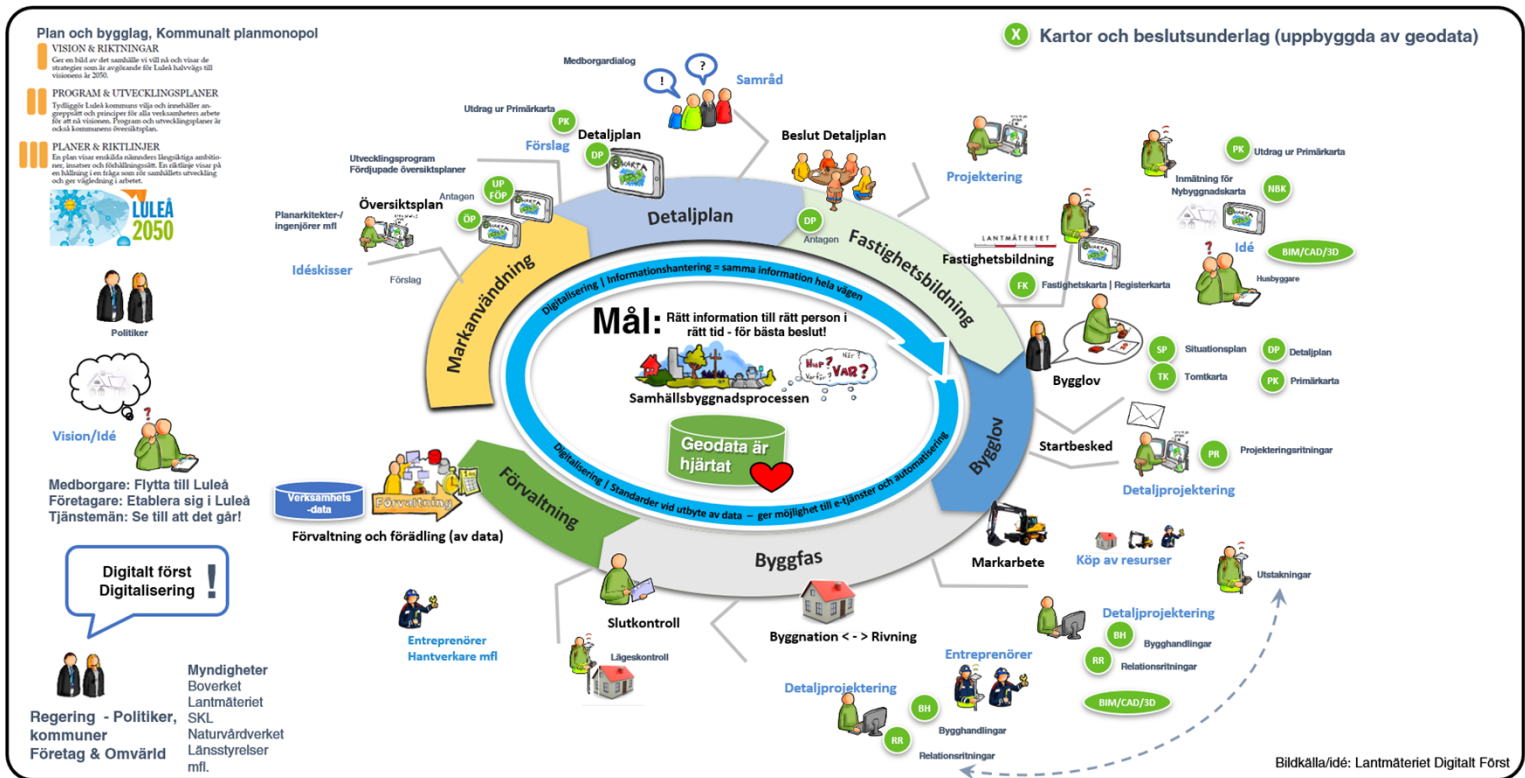 Plan och bygglag, Kommunalt planmonopol
VISION & RIKTNINGAR
Ger en bild av det samhälle vi vill nå och visar de
strategier som är avgörande för Luleå halvvägs till
visionens år 2050.
PROGRAM & UTVECKLINGSPLANER
Tydliggör Luleå kommuns vilja och innehåller an-
greppsätt och principer för alla verksamheters arbete
för att nå visionen. Program och utvecklingsplaner är
också kommunens översiktsplan.
PLANER & RIKTLINJER
En plan visar enskilda nämnders långsiktiga ambitio-
ner, insatser och förhållningssätt. En riktlinje visar på
en hållning i en fråga som rör samhällets utveckling
och ger vägledning i arbetet.
LULEÅ
2050
Politiker
?
Vision/Idé
Medborgare: Flytta till Luleå
Företagare: Etablera sig i Luleå
Tjänstemän: Se till att det går!
Digitalt först
Digitalisering !
Regering - Politiker,
kommuner
Företag & Omvärld
Myndigheter
Boverket
Lantmäteriet
SKL
Naturvårdverket
Länsstyrelser
mfl.
X Kartor och beslutsunderlag (uppbyggda av geodata)
Medborgardialog
! ?
Samråd
Utdrag ur Primärkarta
PK
Detaljplan
Förslag
DP
KARTA
Utvecklingsprogram
Fördjupade översiktsplaner
UP
FÖP
Antagen
Översiktsplan
ÖP
Planarkitekter-/
ingenjörer mfl
Idéskisser
Förslag
Beslut Detaljplan
DP
Antagen
Projektering
LANTMÄTERIET
Fastighetsbildning
FK Fastighetskarta | Registerkarta
PK Utdrag ur Primärkarta
Inmätning för
Nybyggnadskarta
NBK
Idé
?
BIM/CAD/3D
Husbyggare
Bygglov
SP Situationsplan
DP Detaljplan
TK Tomtkarta
PK Primärkarta
Startbesked
PR Projekteringsritningar
Detaljprojektering
Markarbete
Köp av resurser
Utstakningar
Detaljprojektering
BH Bygghandlingar
RR Relationsritningar
BIM/CAD/3D
Entreprenörer
Detaljprojektering
BH
Bygghandlingar
RR
Relationsritningar
Byggnation < - > Rivning
Slutkontroll
Lägeskontroll
Entreprenörer
Hantverkare mfl
Verksamhets
-data
Förvaltning
Förvaltning och förädling (av data)
Markanvändning
Detaljplan
Fastighetsbildning
Bygglov
Byggfas
Förvaltning
Digitalisering | Informationshantering = samma information hela vägen
Digitalisering | Standarder vid utbyte av data – ger möjlighet till e-tjänster och automatisering
Mål: Rätt information till rätt person i
rätt tid - för bästa beslut!
Hur? När?
Varför? VAR?
Samhällsbyggnadsprocessen
Geodata är
hjärtat
Bildkälla/idé: Lantmäteriet Digitalt Först